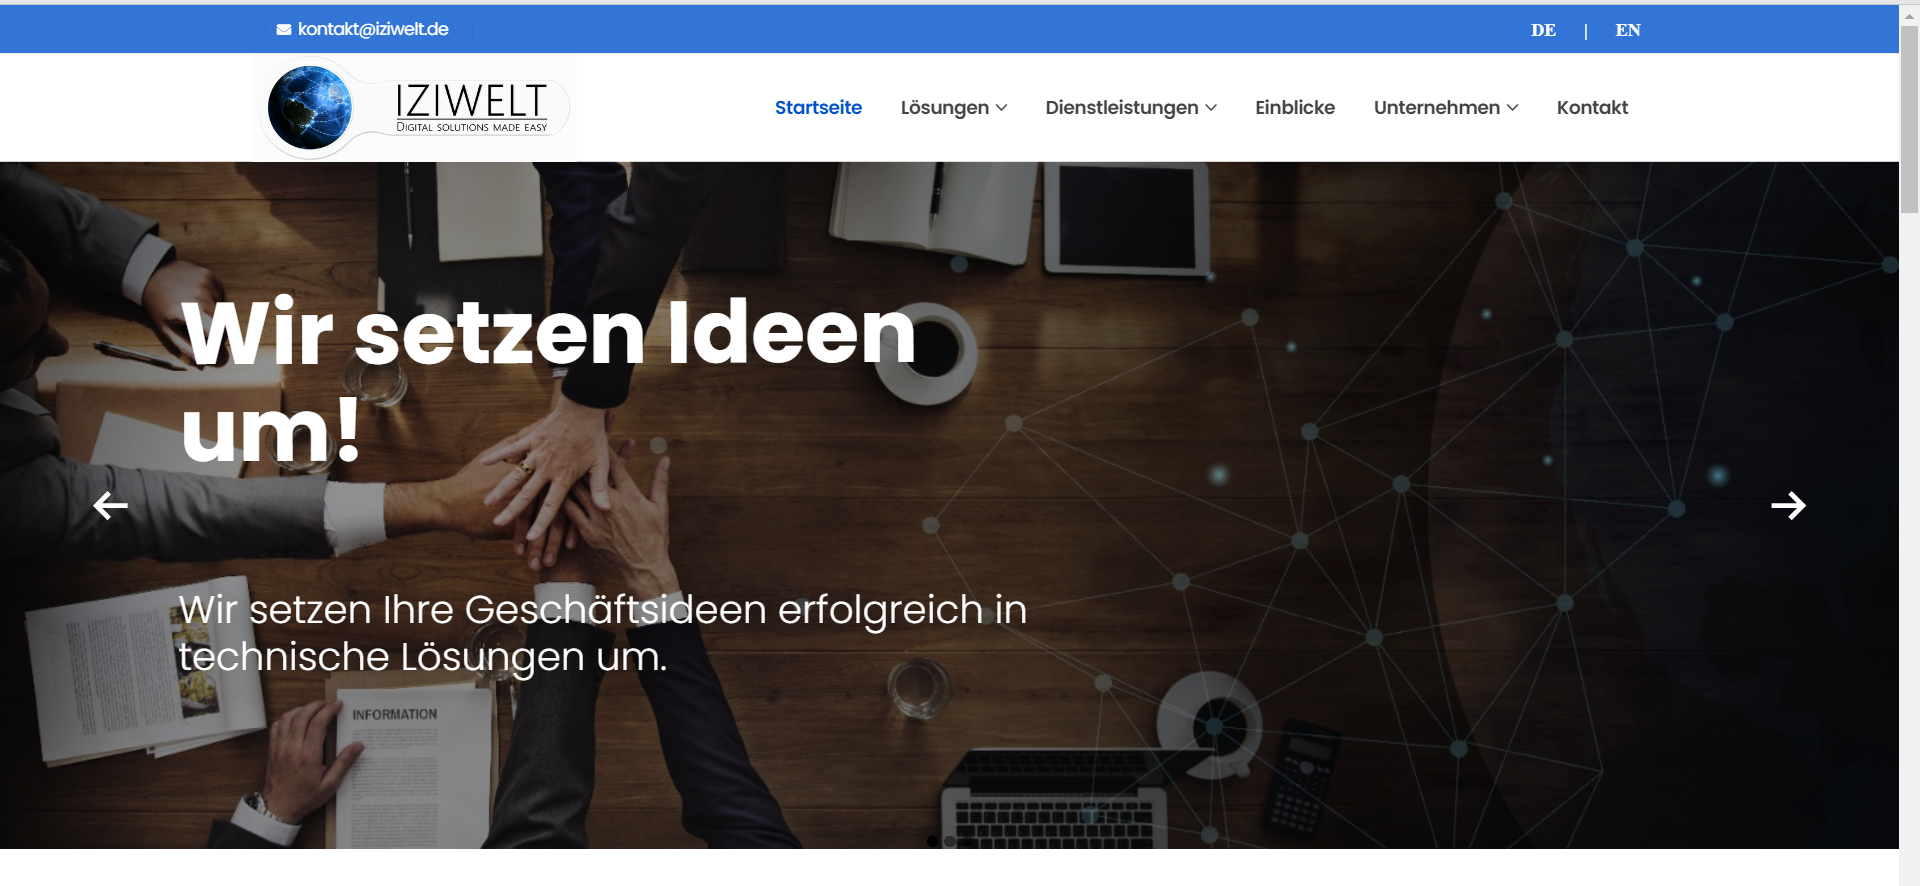 kontakt@iziwelt.de
DE | EN
IZIWELT
DIGITAL SOLUTIONS MADE EASY
Startseite Lösungen Dienstleistungen Einblicke Unternehmen Kontakt
Wir setzen Ideen
um!
Wir setzen Ihre Geschäftsideen erfolgreich in
technische Lösungen um.
INFORMATION